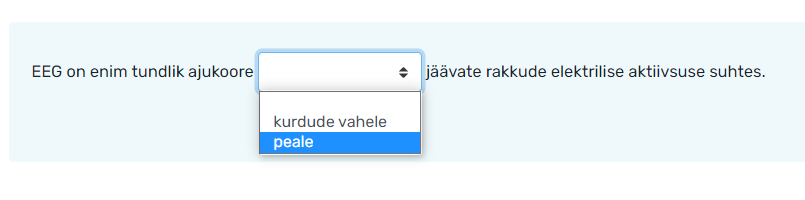 EEG on enim tundlik ajukoore jäävate rakkude elektrilise aktiivsuse suhtes.
kurdude vahele
peale